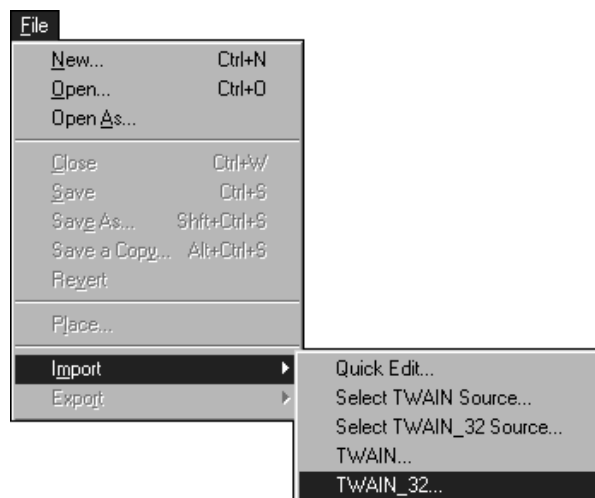 File
New... Ctrl+N
Open... Ctrl+O
Open As...
Close Ctrl+W
Save Ctrl+S
Save As... Shft+Ctrl+S
Save a Copy... Alt+Ctrl+S
Revert
Place...
Import
Export
Quick Edit...
Select TWAIN Source...
Select TWAIN_32 Source...
TWAIN...
TWAIN_32...